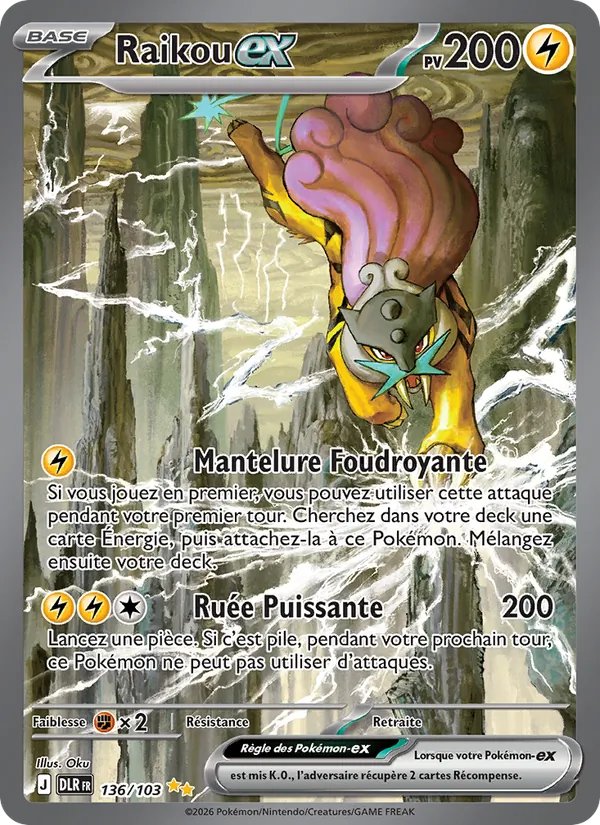 BASE Raikou ex PV 200
Mantelure Foudroyante
Si vous jouez en premier, vous pouvez utiliser cette attaque
pendant votre premier tour. Cherchez dans votre deck une
carte Énergie, puis attachez-la à ce Pokémon. Mélangez
ensuite votre deck.
Ruée Puissante 200
Lancez une pièce. Si c'est pile, pendant votre prochain tour,
ce Pokémon ne peut pas utiliser d'attaques.
Faiblesse x 2 Résistance Retraite
Règle des Pokémon-ex Lorsque votre Pokémon-ex
est mis K.O., l'adversaire récupère 2 cartes Récompense.
Illus. Oku
J DLR FR 136/103
©2026 Pokémon/Nintendo/Creatures/GAME FREAK